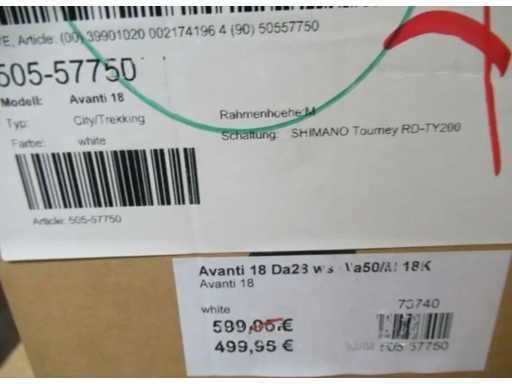 Article: (00) 39901020 002174196 4 (90) 50557750
505-57750
Modell: Avanti 18
Typ: City/Trekking
Rahmenhoehe: M
Farbe: white
Schaltung: SHIMANO Tourney RD-TY200
Article: 505-57750
Avanti 18 Da28 ws 50/M 18K
Avanti 18
white
73740
599,95 €
499,95 €
505 57750